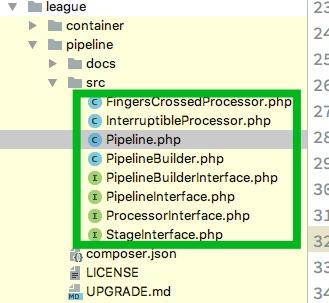 league
container
pipeline
docs
src
C FingersCrossedProcessor.php
C InterruptibleProcessor.php
C Pipeline.php
C PipelineBuilder.php
I PipelineBuilderInterface.php
I PipelineInterface.php
I ProcessorInterface.php
I StageInterface.php
composer.json
LICENSE
UPGRADE.md
23
24
25
26
27
28
29
30
31
32
33
34